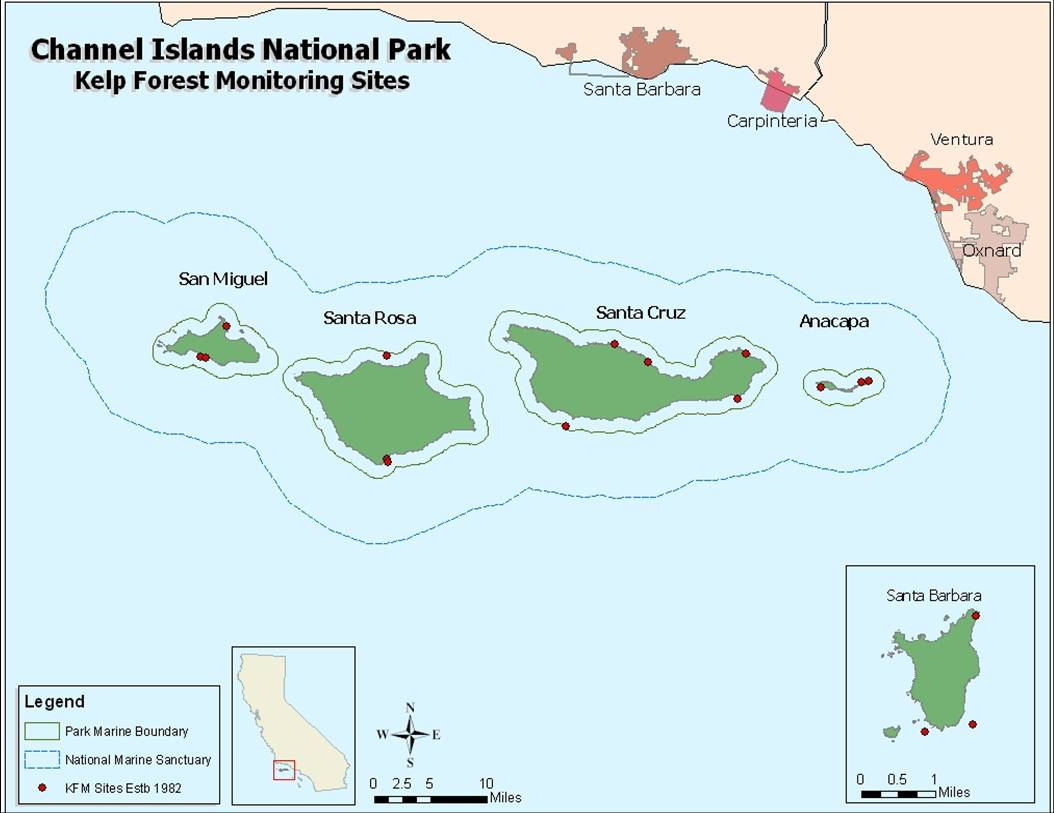 Channel Islands National Park
Kelp Forest Monitoring Sites
Santa Barbara
Carpinteria
Ventura
Oxnard
San Miguel
Santa Rosa
Santa Cruz
Anacapa
Santa Barbara
0 0.5 1
Miles
Legend
Park Marine Boundary
National Marine Sanctuary
KFM Sites Estb 1982
N
W E
S
0 2.5 5 10
Miles